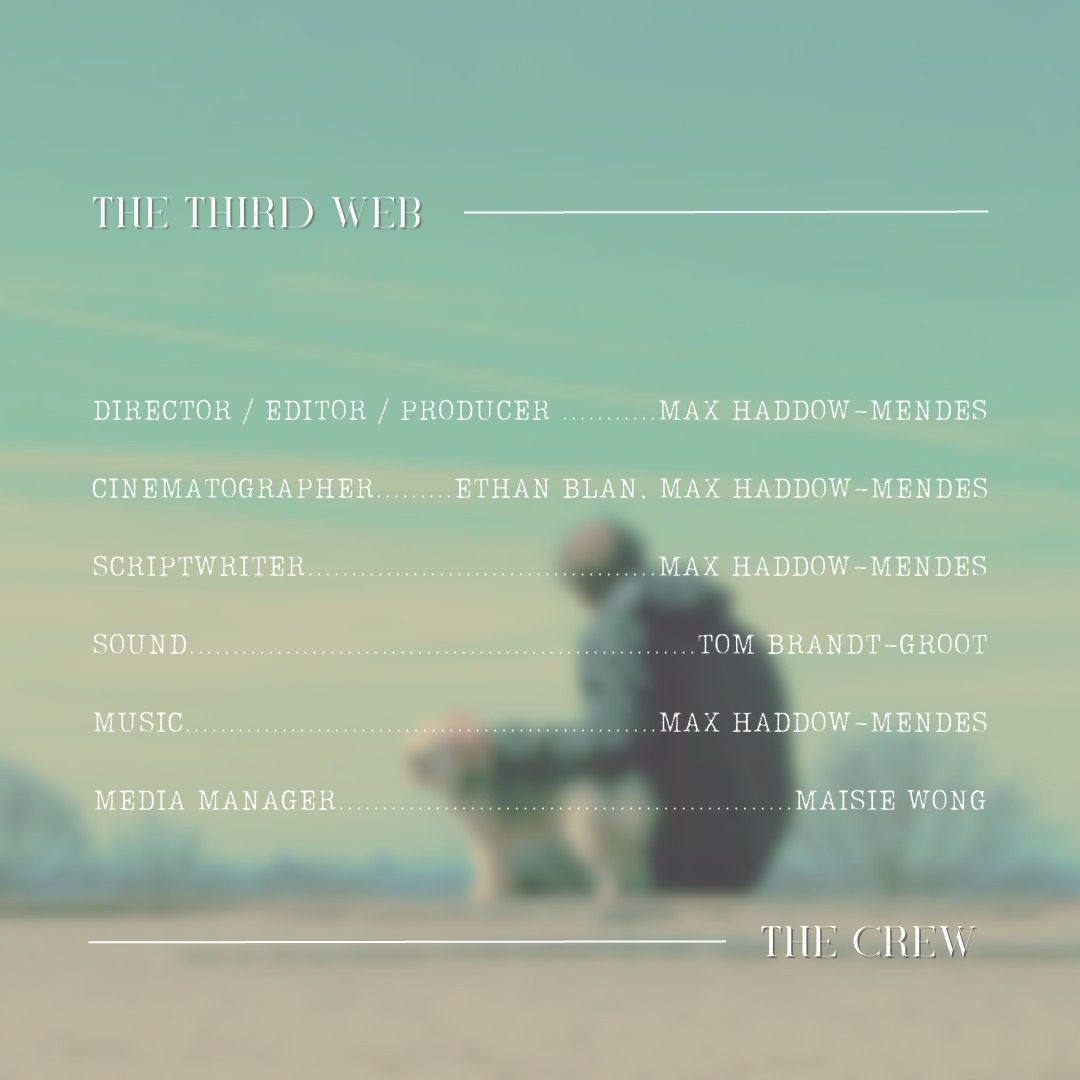 THE THIRD WEB
DIRECTOR / EDITOR / PRODUCER ...........MAX HADDOW-MENDES
CINEMATOGRAPHER.........ETHAN BLAN, MAX HADDOW-MENDES
SCRIPTWRITER........................................MAX HADDOW-MENDES
SOUND..........................................................TOM BRANDT-GROOT
MUSIC......................................................MAX HADDOW-MENDES
MEDIA MANAGER....................................................MAISIE WONG
THE CREW